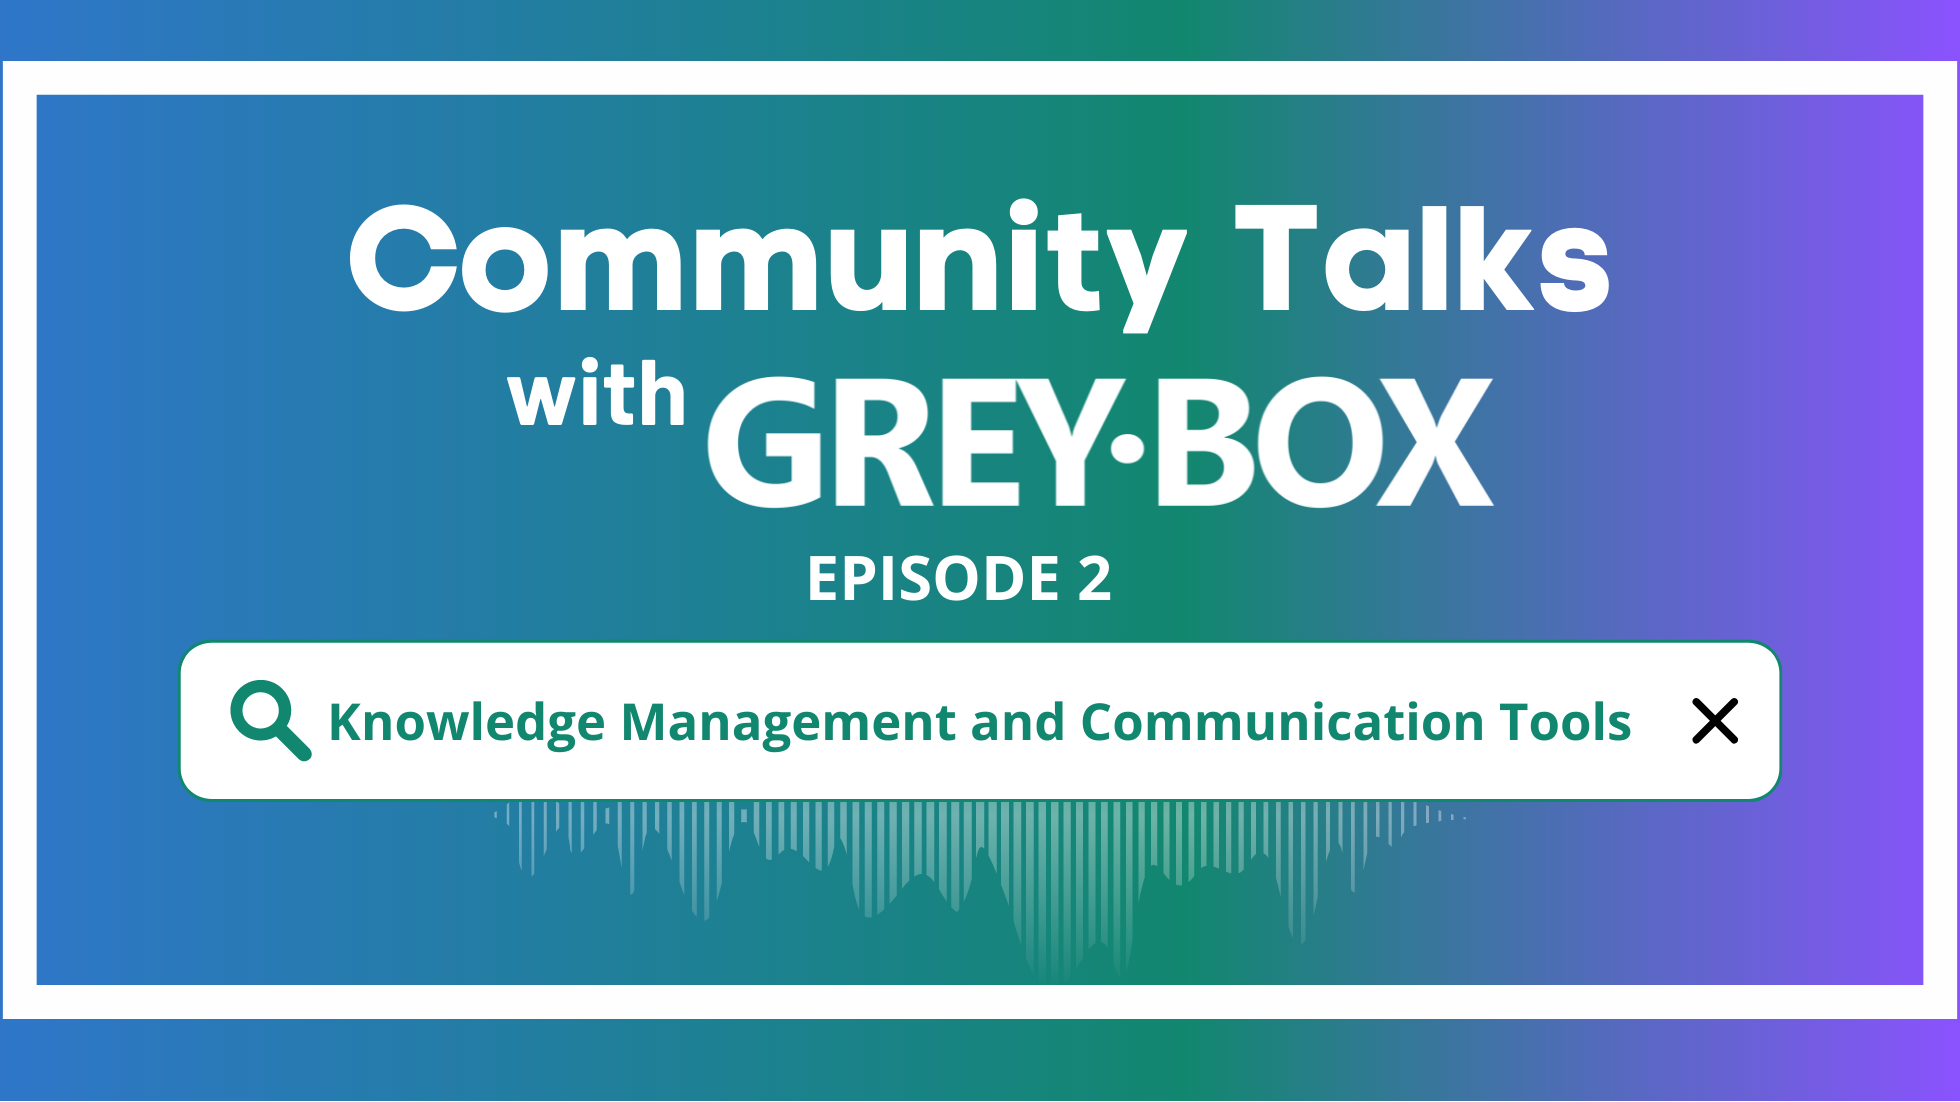 Community Talks
with GREY·BOX
EPISODE 2
Knowledge Management and Communication Tools